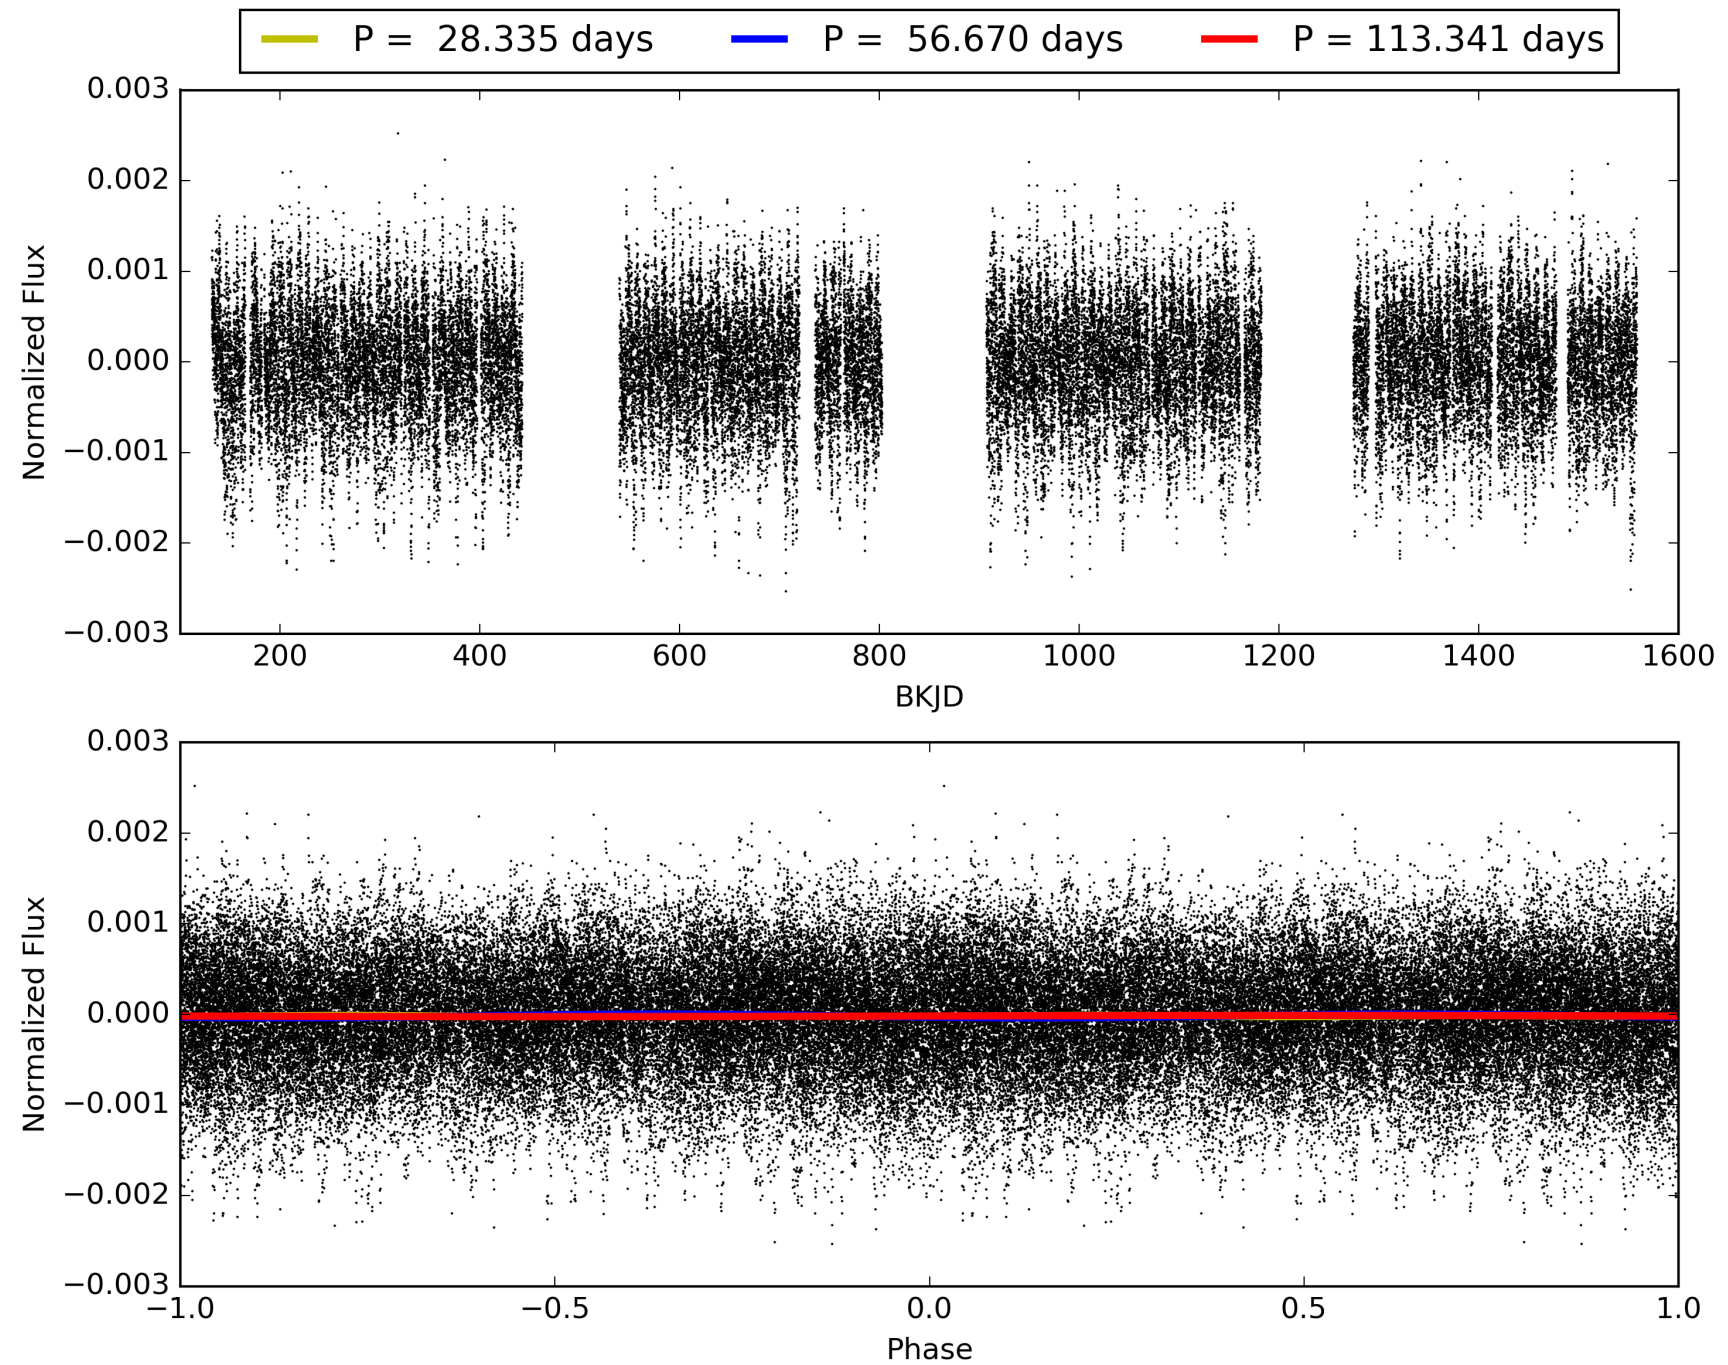 P = 28.335 days P = 56.670 days P = 113.341 days
0.003
0.002
0.001
0.000
−0.001
−0.002
−0.003
Normalized Flux
200 400 600 800 1000 1200 1400 1600
BKJD
0.003
0.002
0.001
0.000
−0.001
−0.002
−0.003
Normalized Flux
−1.0 −0.5 0.0 0.5 1.0
Phase